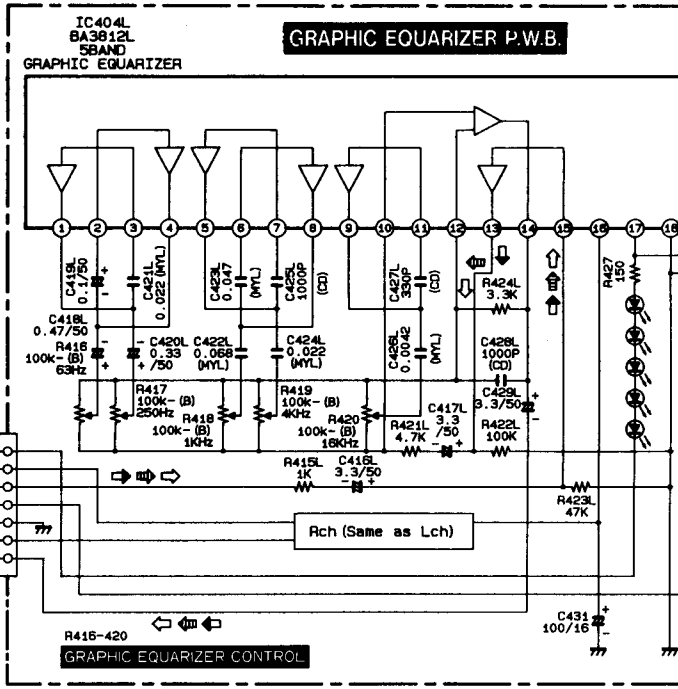 IC404L
BA3812L
5BAND
GRAPHIC EQUARIZER
GRAPHIC EQUARIZER P.W.B.
1 2 3 4 5 6 7 8 9 10 11 12 13 14 15 16 17 18
C419L
0.1/50
+
-
C421L
0.022 (MYL)
C423L
0.047
(MYL)
C425L
1000P
(CD)
C427L
330P
(CD)
R424L
3.3K
R427
150
C418L
0.47/50
R416
100k-(B)
63Hz
-
+
-
+
C420L
0.33
/50
C422L
0.068
(MYL)
C424L
0.022
(MYL)
C426L
0.0042
(MYL)
C428L
1000P
(CD)
C429L
3.3/50
-
+
R417
100k-(B)
250Hz
R418
100k-(B)
1KHz
R419
100k-(B)
4KHz
R420
100k-(B)
16KHz
R421L
4.7K
C417L
3.3
/50
-
+
R422L
100K
R415L
1K
C416L
3.3/50
-
+
R423L
47K
Rch (Same as Lch)
C431
100/16
+
-
R416-420
GRAPHIC EQUARIZER CONTROL